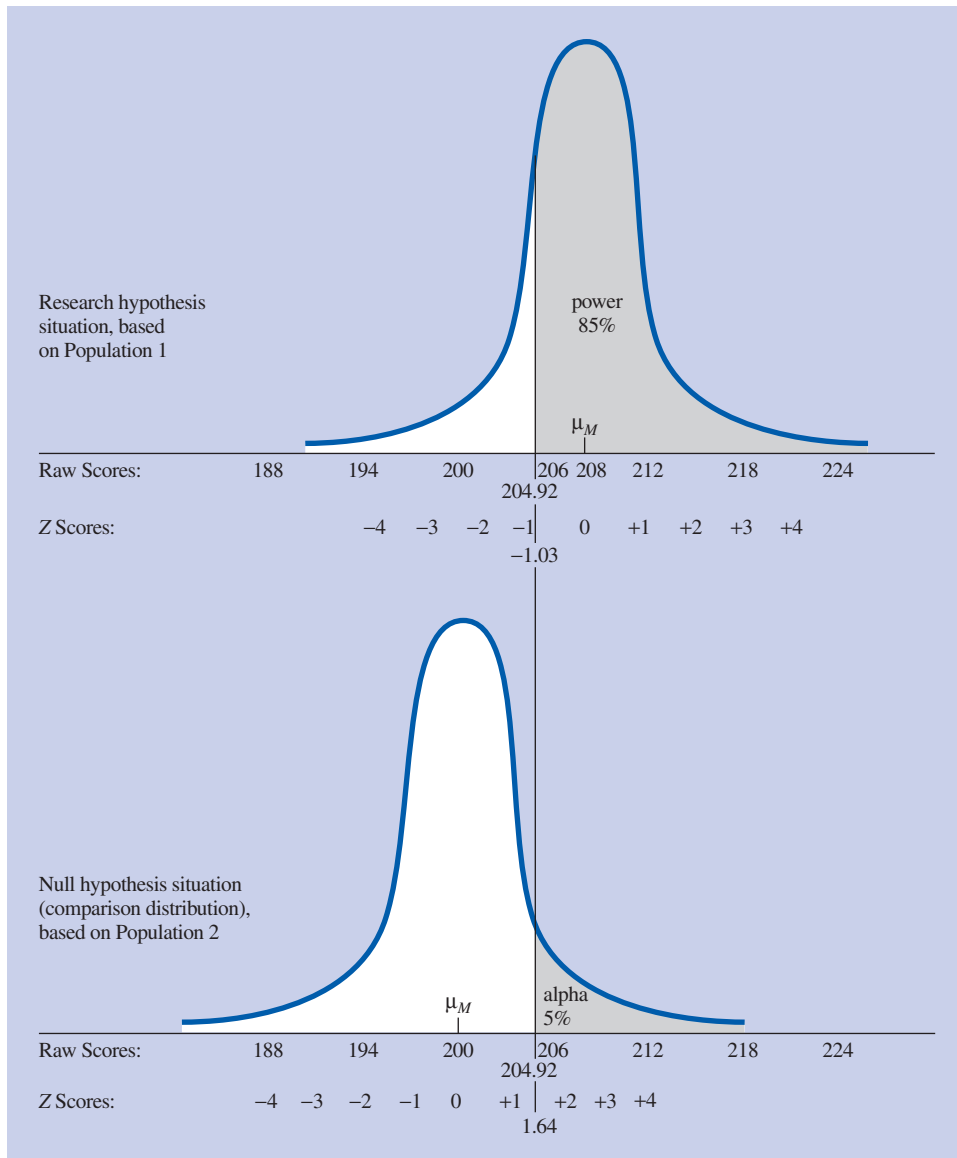 Research hypothesis
situation, based
on Population 1
power
85%
μM
Raw Scores: 188 194 200 206 208 212 218 224
204.92
Z Scores: −4 −3 −2 −1 0 +1 +2 +3 +4
−1.03
Null hypothesis situation
(comparison distribution),
based on Population 2
μM
alpha
5%
Raw Scores: 188 194 200 206 212 218 224
204.92
Z Scores: −4 −3 −2 −1 0 +1 +2 +3 +4
1.64